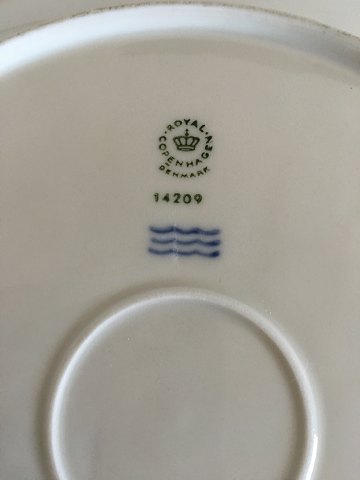 ROYAL
COPENHAGEN
DENMARK
14209